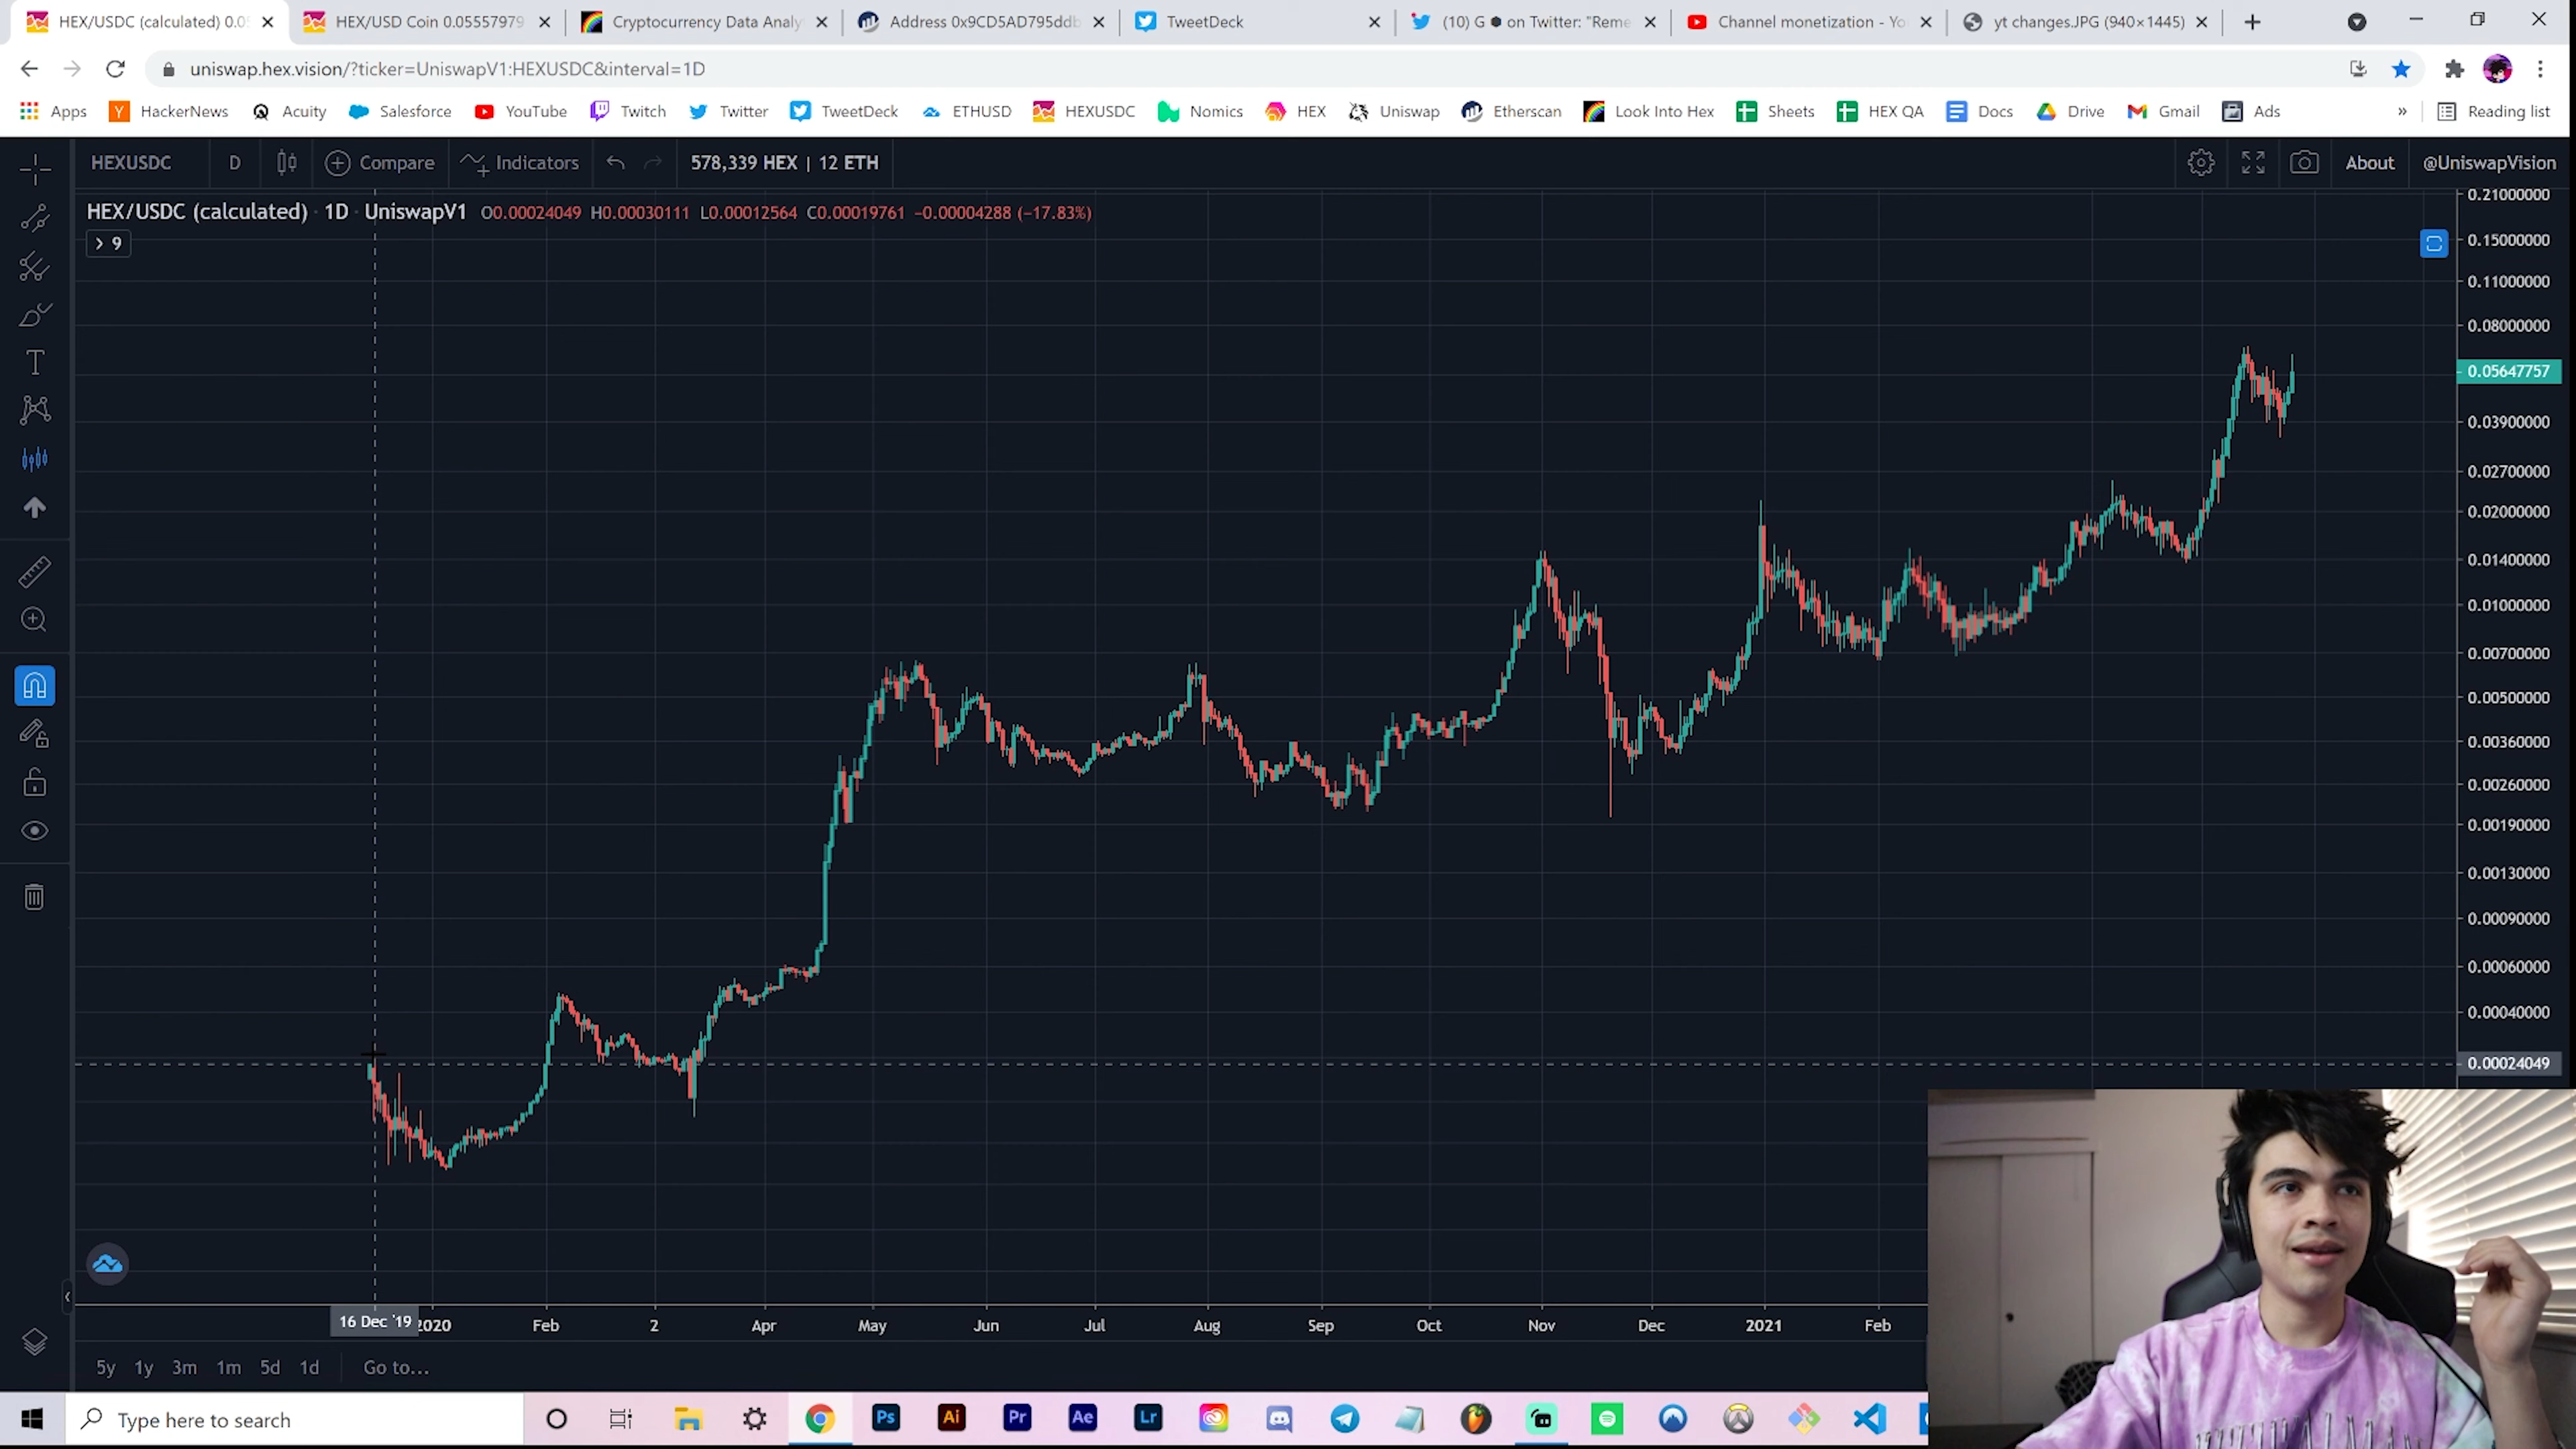 HEX/USDC (calculated) 0.05
HEX/USD Coin 0.05557979
Cryptocurrency Data Analy
Address 0x9CD5AD795ddb
TweetDeck
(10) G ⬢ on Twitter: "Reme
Channel monetization - Yo
yt changes.JPG (940×1445)
uniswap.hex.vision/?ticker=UniswapV1:HEXUSDC&interval=1D
Apps
HackerNews
Acuity
Salesforce
YouTube
Twitch
Twitter
TweetDeck
ETHUSD
HEXUSDC
Nomics
HEX
Uniswap
Etherscan
Look Into Hex
Sheets
HEX QA
Docs
Drive
Gmail
Ads
»
Reading list
HEXUSDC
D
Compare
Indicators
578,339 HEX | 12 ETH
About
@UniswapVision
HEX/USDC (calculated) · 1D · UniswapV1 O0.00024049 H0.00030111 L0.00012564 C0.00019761 −0.00004288 (−17.83%)
9
0.21000000
0.15000000
0.11000000
0.08000000
0.05647757
0.03900000
0.02700000
0.02000000
0.01400000
0.01000000
0.00700000
0.00500000
0.00360000
0.00260000
0.00190000
0.00130000
0.00090000
0.00060000
0.00040000
0.00024049
16 Dec '19
2020
Feb
2
Apr
May
Jun
Jul
Aug
Sep
Oct
Nov
Dec
2021
Feb
5y 1y 3m 1m 5d 1d Go to...
Type here to search
Ps
Ai
Pr
Ae
Lr